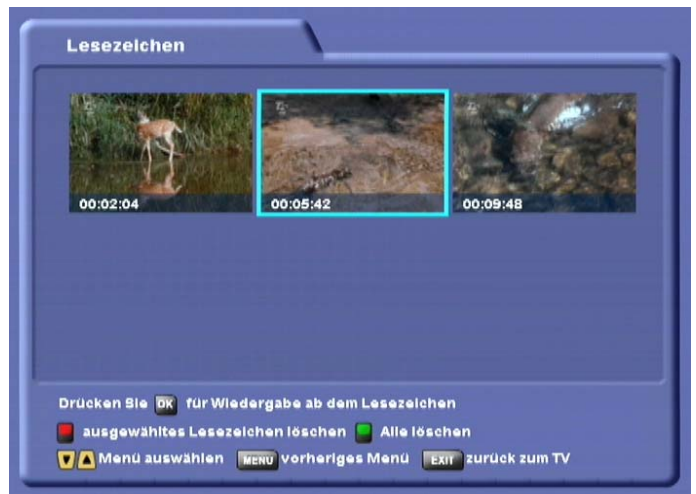 Lesezeichen
00:02:04 00:05:42 00:09:48
Drücken Sie OK für Wiedergabe ab dem Lesezeichen
ausgewähltes Lesezeichen löschen Alle löschen
Menü auswählen MENU vorheriges Menü EXIT zurück zum TV